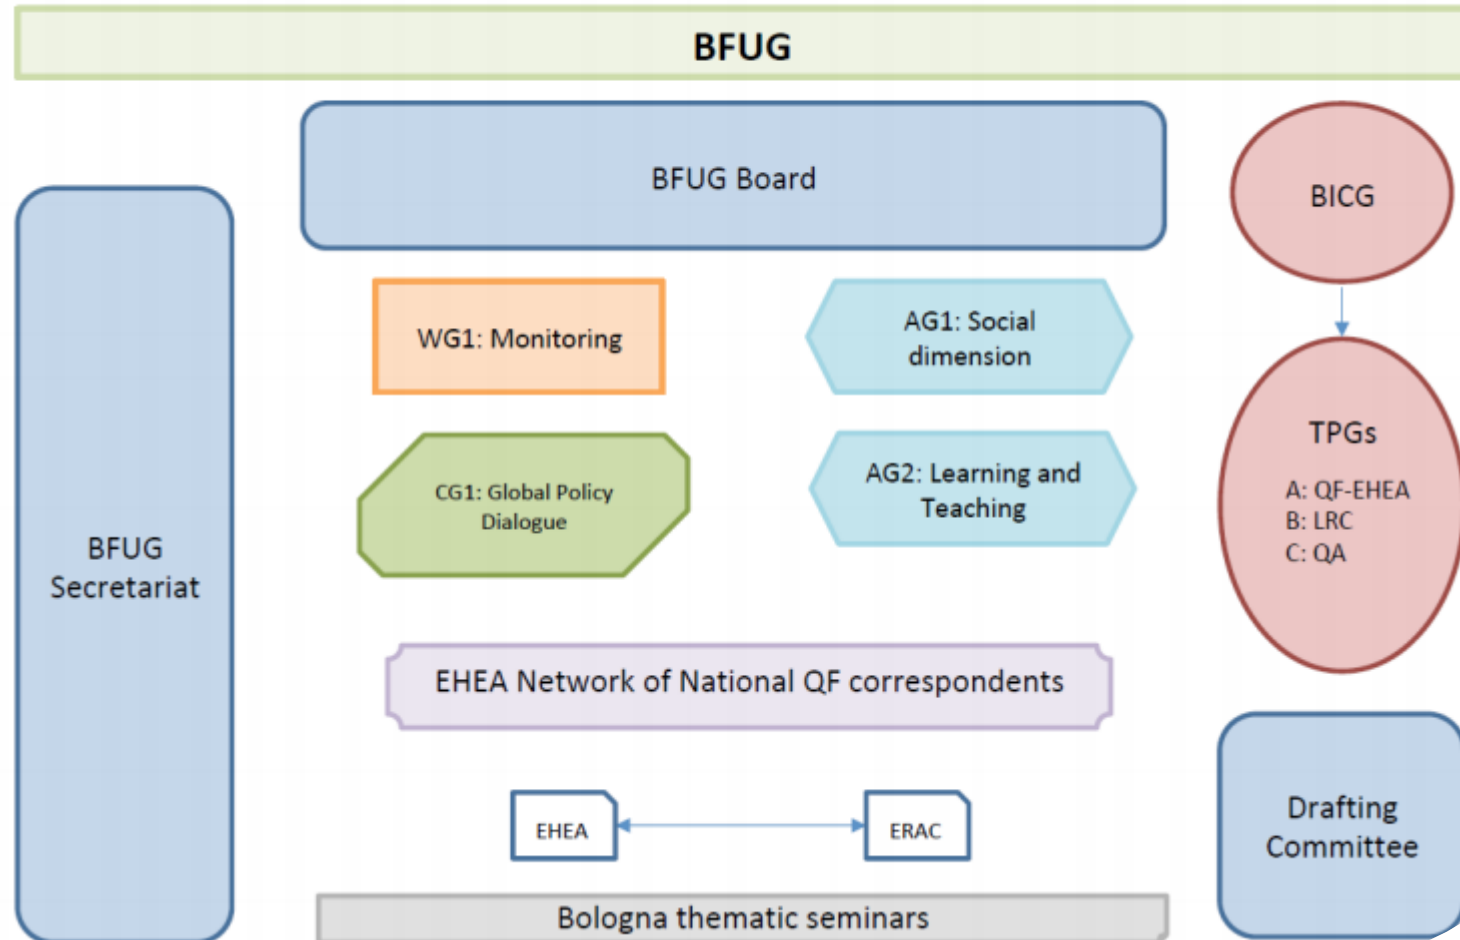 BFUG
BFUG Board
BICG
WG1: Monitoring
AG1: Social
dimension
TPGs
A: QF-EHEA
B: LRC
C: QA
CG1: Global Policy
Dialogue
AG2: Learning and
Teaching
BFUG
Secretariat
EHEA Network of National QF correspondents
EHEA
ERAC
Drafting
Committee
Bologna thematic seminars